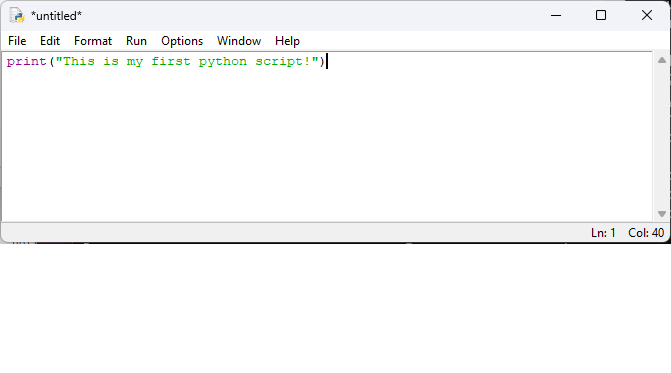 *untitled*
File Edit Format Run Options Window Help
print("This is my first python script!")
Ln: 1 Col: 40